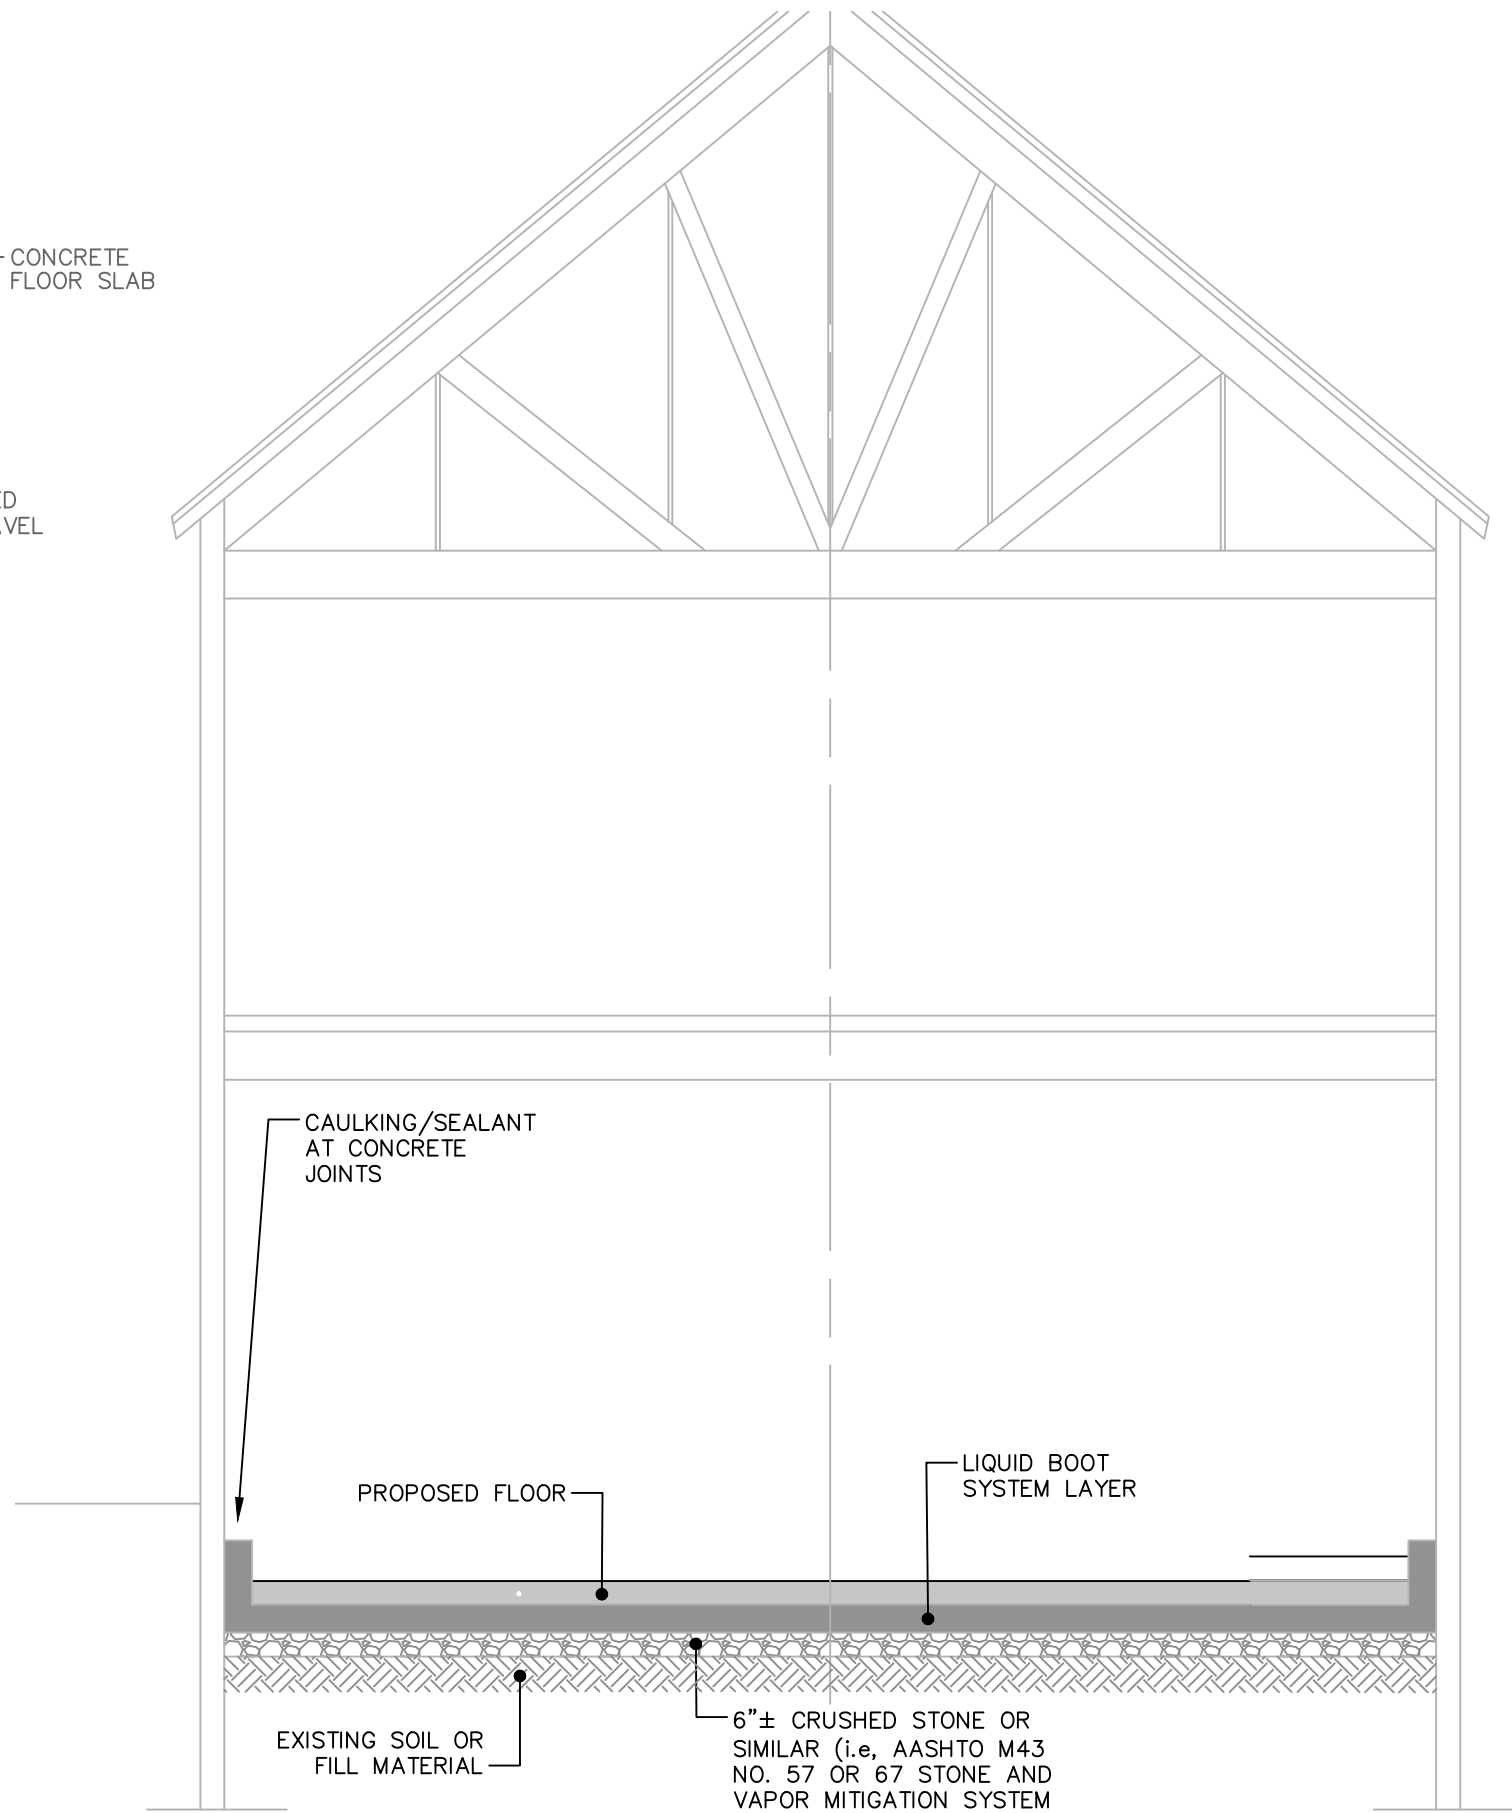 CONCRETE
FLOOR SLAB
CAULKING/SEALANT
AT CONCRETE
JOINTS
PROPOSED FLOOR
LIQUID BOOT
SYSTEM LAYER
EXISTING SOIL OR
FILL MATERIAL
6"± CRUSHED STONE OR
SIMILAR (i.e, AASHTO M43
NO. 57 OR 67 STONE AND
VAPOR MITIGATION SYSTEM